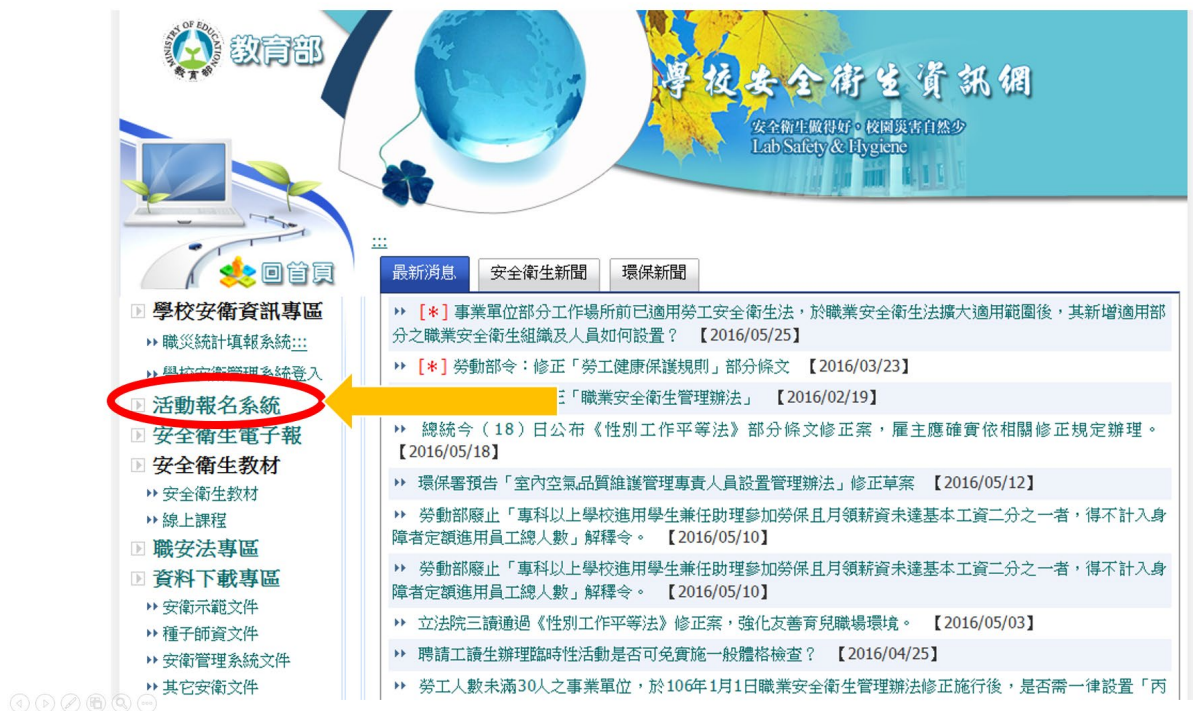 MINISTRY OF EDUCATION
教育部
教育部
學校安全衛生資訊網
安全衛生做得好，校園災害自然少
Lab Safety & Hygiene
回首頁
:::
最新消息
安全衛生新聞
環保新聞
學校安衛資訊專區
職災統計填報系統:::
學校安衛管理系統登入
活動報名系統
安全衛生電子報
安全衛生教材
安全衛生教材
線上課程
職安法專區
資料下載專區
安衛示範文件
種子師資文件
安衛管理系統文件
其它安衛文件
[*] 事業單位部分工作場所前已適用勞工安全衛生法，於職業安全衛生法擴大適用範圍後，其新增適用部
分之職業安全衛生組織及人員如何設置？ 【2016/05/25】
[*] 勞動部令：修正「勞工健康保護規則」部分條文 【2016/03/23】
正「職業安全衛生管理辦法」 【2016/02/19】
總統今（18）日公布《性別工作平等法》部分條文修正案，雇主應確實依相關修正規定辦理。
【2016/05/18】
環保署預告「室內空氣品質維護管理專責人員設置管理辦法」修正草案 【2016/05/12】
勞動部廢止「專科以上學校進用學生兼任助理參加勞保且月領薪資未達基本工資二分之一者，得不計入身
障者定額進用員工總人數」解釋令。 【2016/05/10】
勞動部廢止「專科以上學校進用學生兼任助理參加勞保且月領薪資未達基本工資二分之一者，得不計入身
障者定額進用員工總人數」解釋令。 【2016/05/10】
立法院三讀通過《性別工作平等法》修正案，強化友善育兒職場環境。 【2016/05/03】
聘請工讀生辦理臨時性活動是否可免實施一般體格檢查？ 【2016/04/25】
勞工人數未滿30人之事業單位，於106年1月1日職業安全衛生管理辦法修正施行後，是否需一律設置「丙